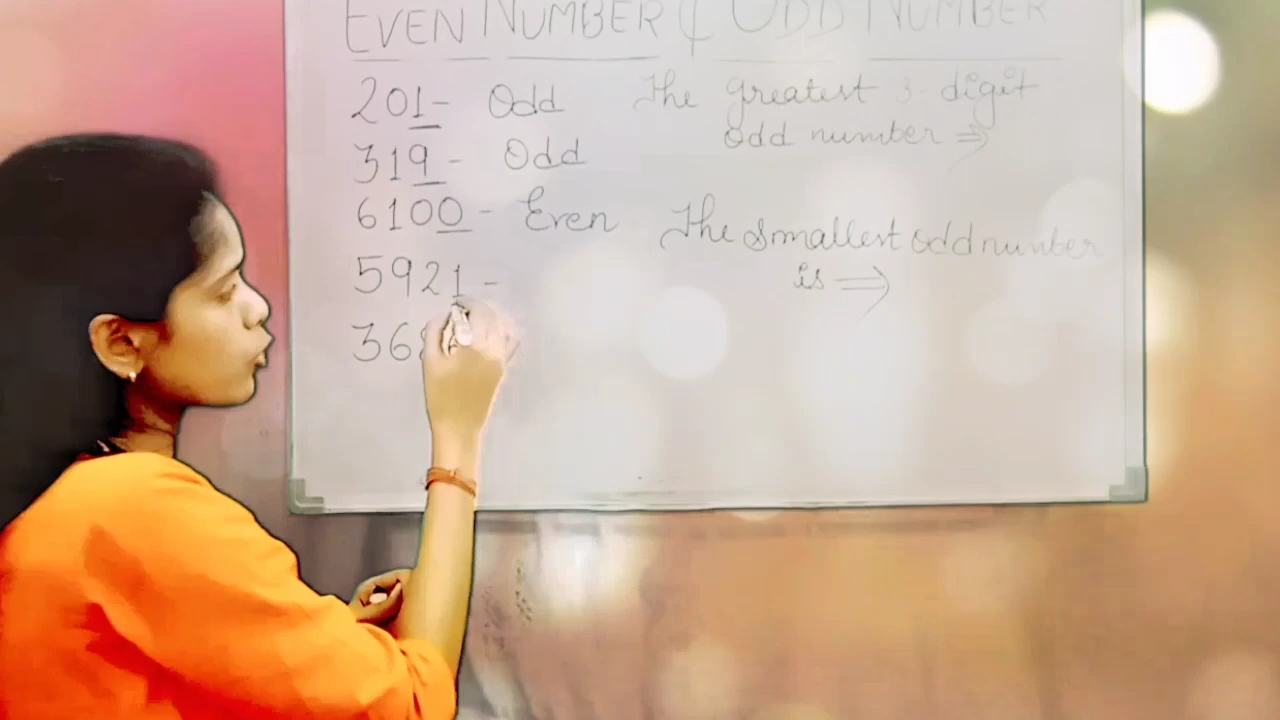 EVEN NUMBER & ODD NUMBER
201 - Odd
319 - Odd
6100 - Even
5921 -
36
The greatest 3-digit
odd number ⇒
The smallest odd number
is ⇒